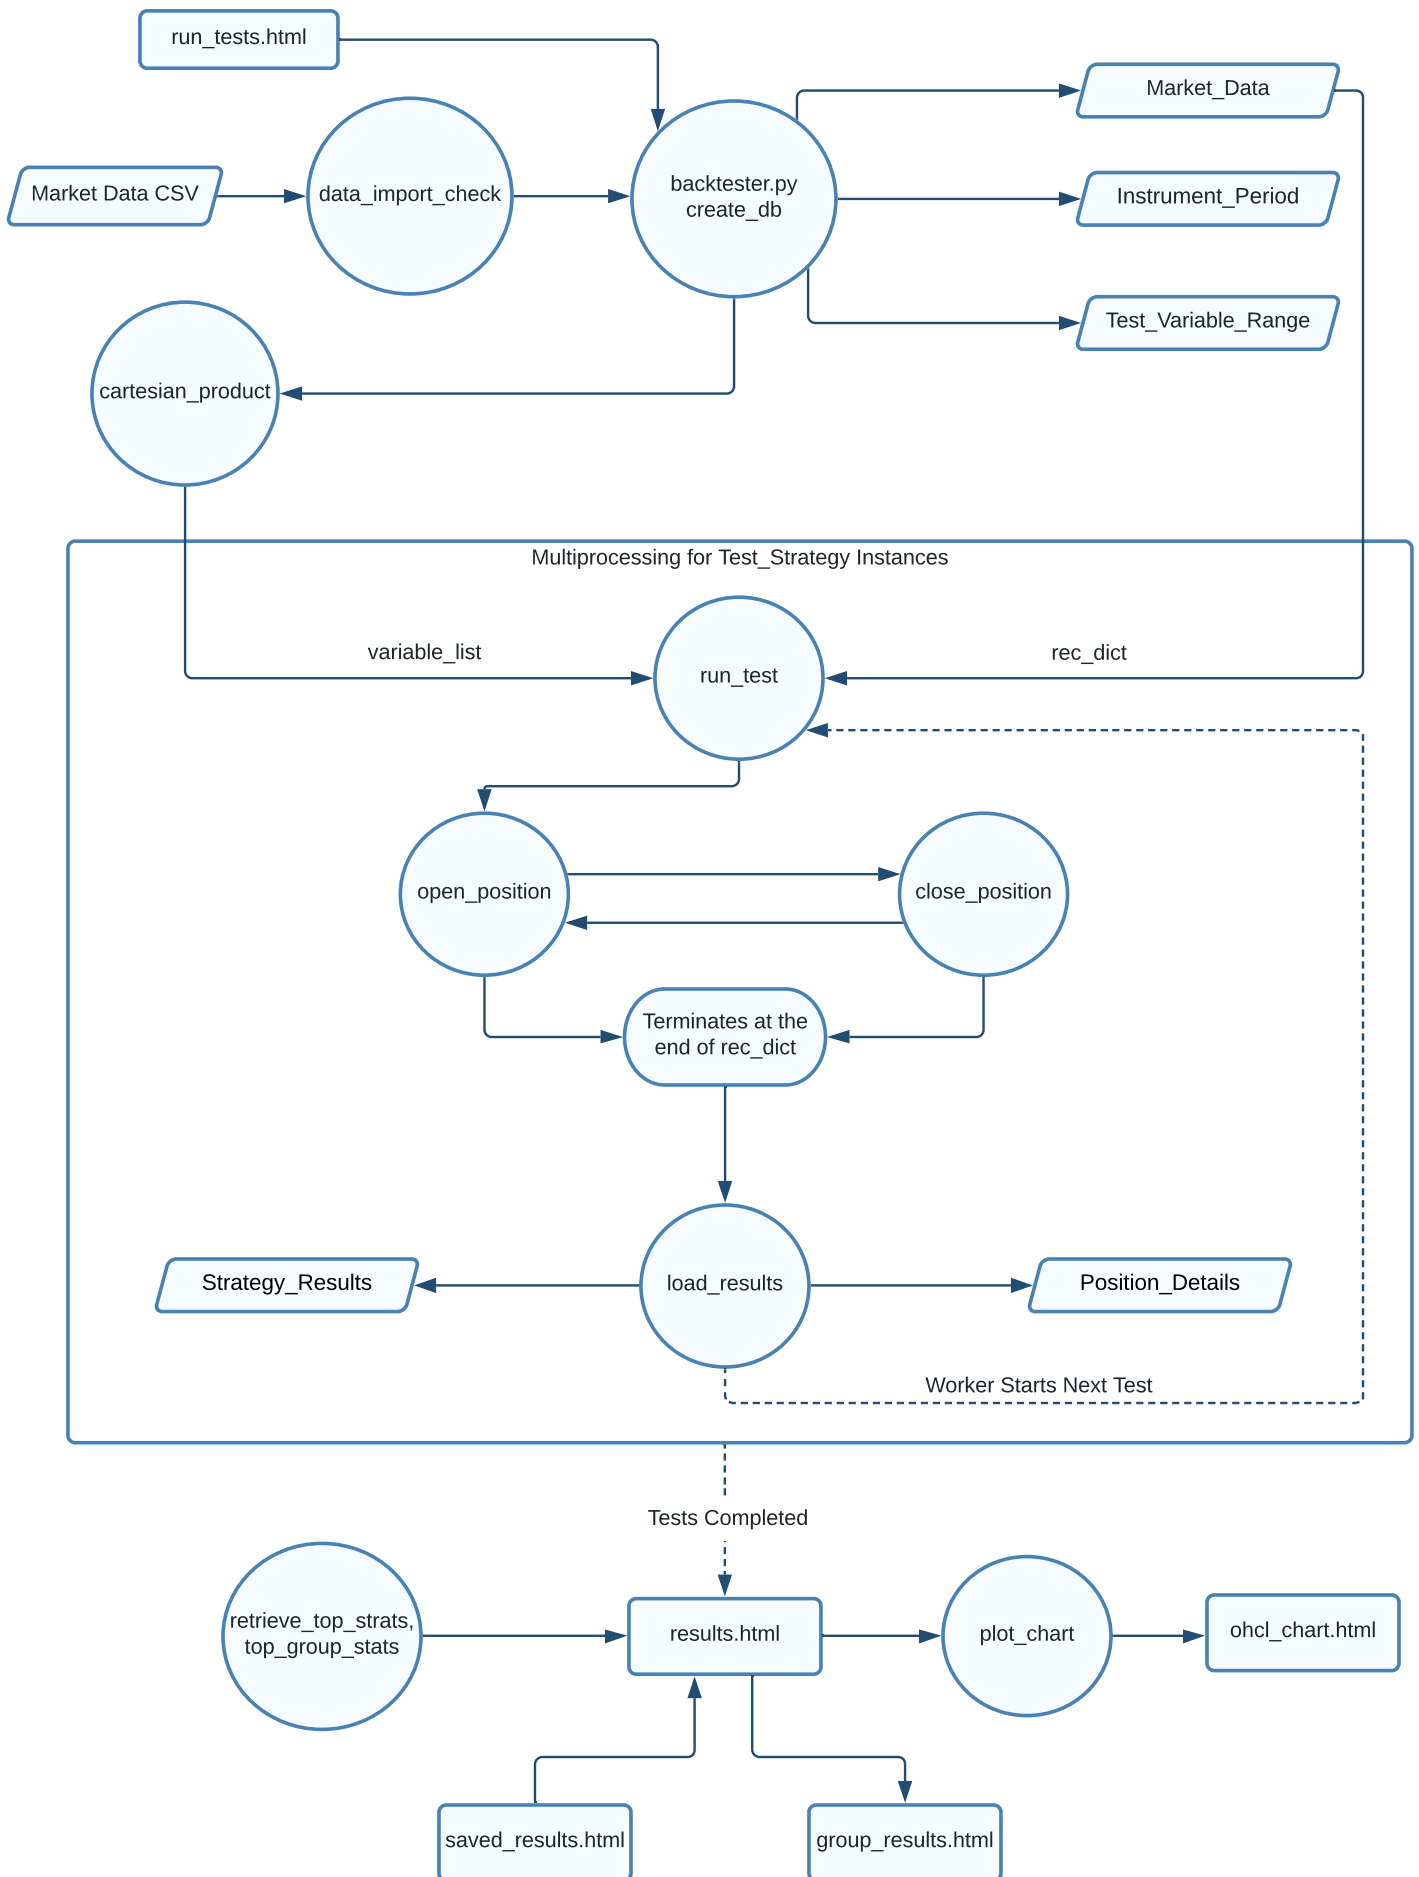 run_tests.html
Market_Data
Market Data CSV
data_import_check
backtester.py
create_db
Instrument_Period
Test_Variable_Range
cartesian_product
Multiprocessing for Test_Strategy Instances
variable_list
run_test
rec_dict
open_position
close_position
Terminates at the
end of rec_dict
Strategy_Results
load_results
Position_Details
Worker Starts Next Test
Tests Completed
retrieve_top_strats,
top_group_stats
results.html
plot_chart
ohcl_chart.html
saved_results.html
group_results.html